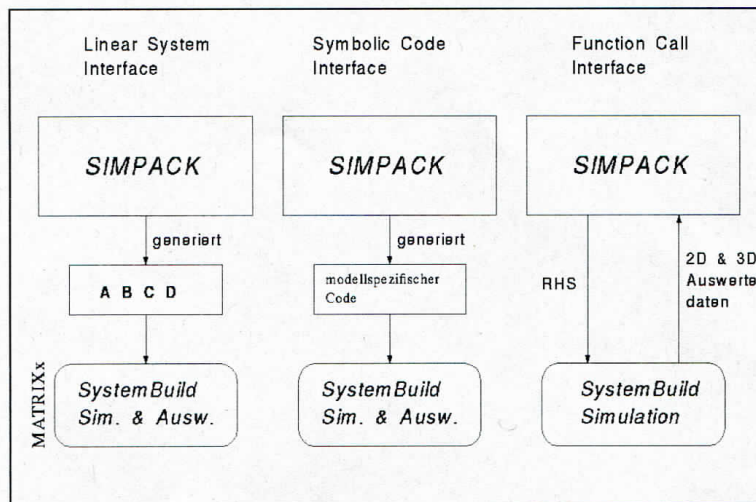 Linear System
Interface
Symbolic Code
Interface
Function Call
Interface
SIMPACK
SIMPACK
SIMPACK
generiert
generiert
RHS
2D & 3D
Auswerte
daten
A B C D
modellspezifischer
Code
MATRIXx
SystemBuild
Sim. & Ausw.
SystemBuild
Sim. & Ausw.
SystemBuild
Simulation